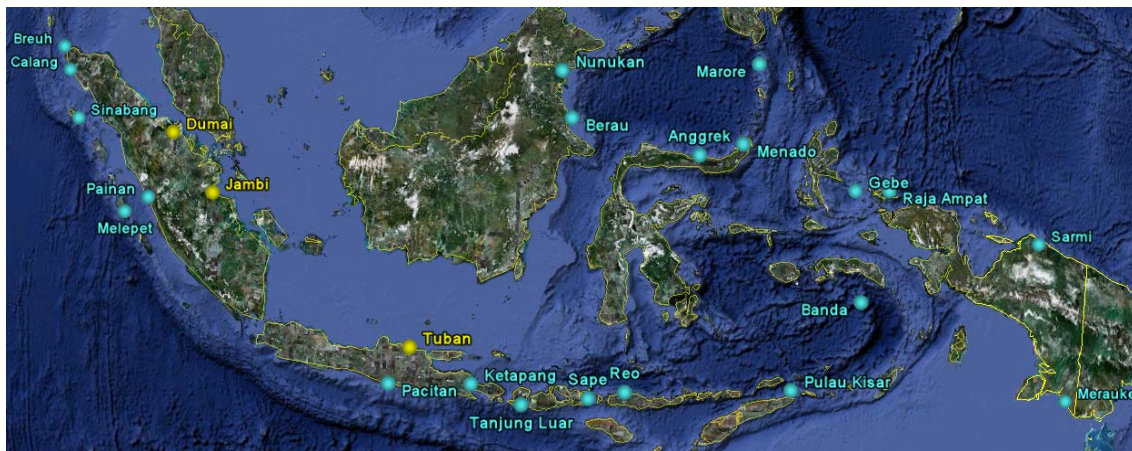 Breuh
Calang
Sinabang
Dumai
Painan
Jambi
Melepet
Nunukan
Berau
Marore
Anggrek
Menado
Gebe
Raja Ampat
Sarmi
Banda
Tuban
Pacitan
Ketapang
Tanjung Luar
Sape
Reo
Pulau Kisar
Merauke